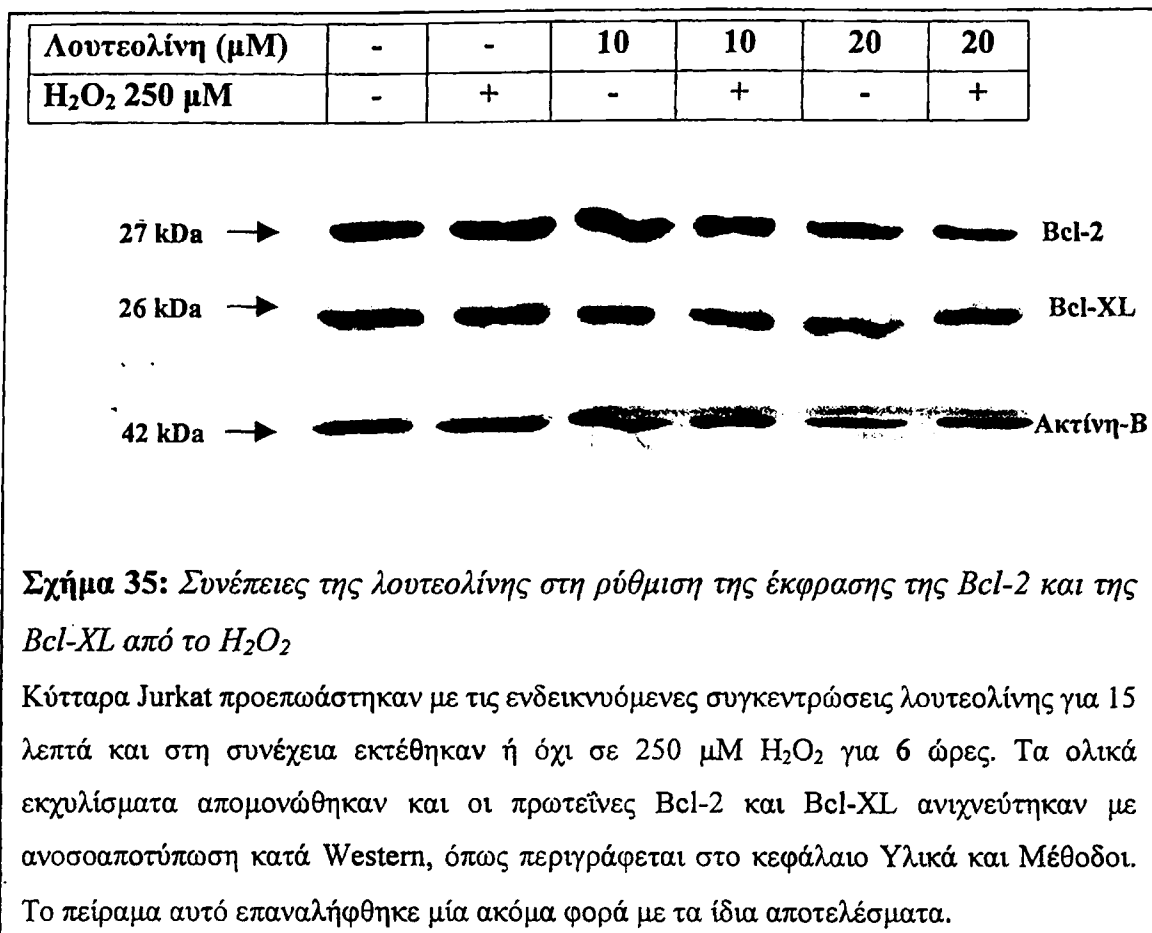 Λουτεολίνη (μM) - - 10 10 20 20
H₂O₂ 250 μM - + - + - +
27 kDa Bcl-2
26 kDa Bcl-XL
42 kDa Ακτίνη-Β
Σχήμα 35: Συνέπειες της λουτεολίνης στη ρύθμιση της έκφρασης της Bcl-2 και της
Bcl-XL από το H₂O₂
Κύτταρα Jurkat προεπωάστηκαν με τις ενδεικνυόμενες συγκεντρώσεις λουτεολίνης για 15
λεπτά και στη συνέχεια εκτέθηκαν ή όχι σε 250 μM H₂O₂ για 6 ώρες. Τα ολικά
εκχυλίσματα απομονώθηκαν και οι πρωτεΐνες Bcl-2 και Bcl-XL ανιχνεύτηκαν με
ανοσοαποτύπωση κατά Western, όπως περιγράφεται στο κεφάλαιο Υλικά και Μέθοδοι.
Το πείραμα αυτό επαναλήφθηκε μία ακόμα φορά με τα ίδια αποτελέσματα.